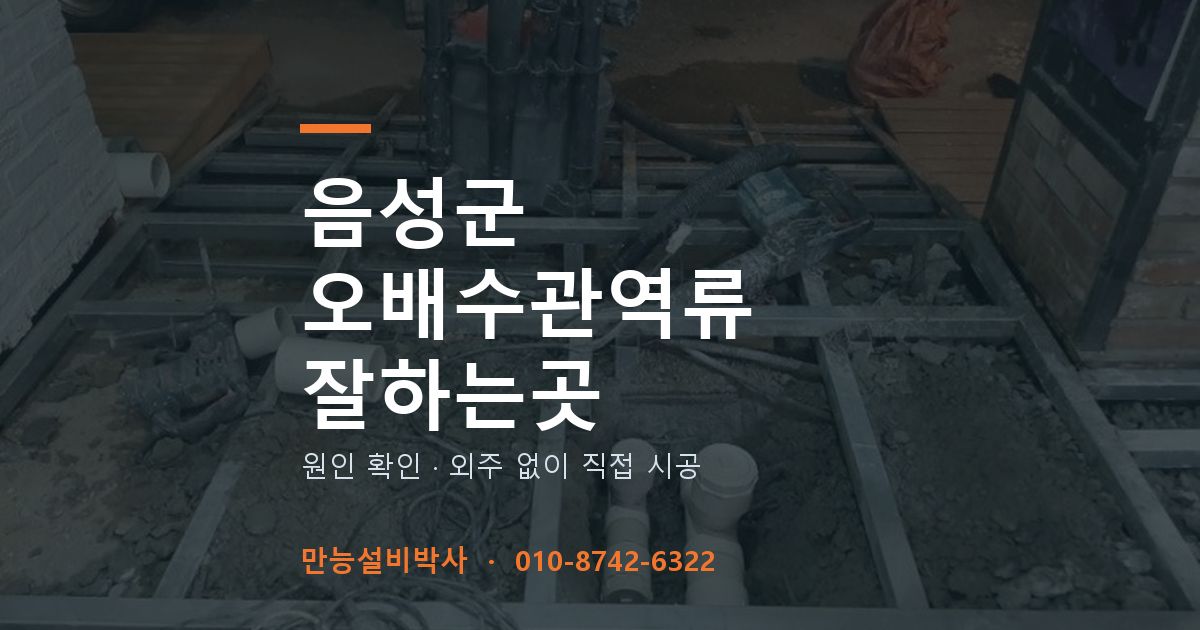 음성군
오배수관역류
잘하는곳
원인 확인 · 외주 없이 직접 시공
만능설비박사 · 010-8742-6322